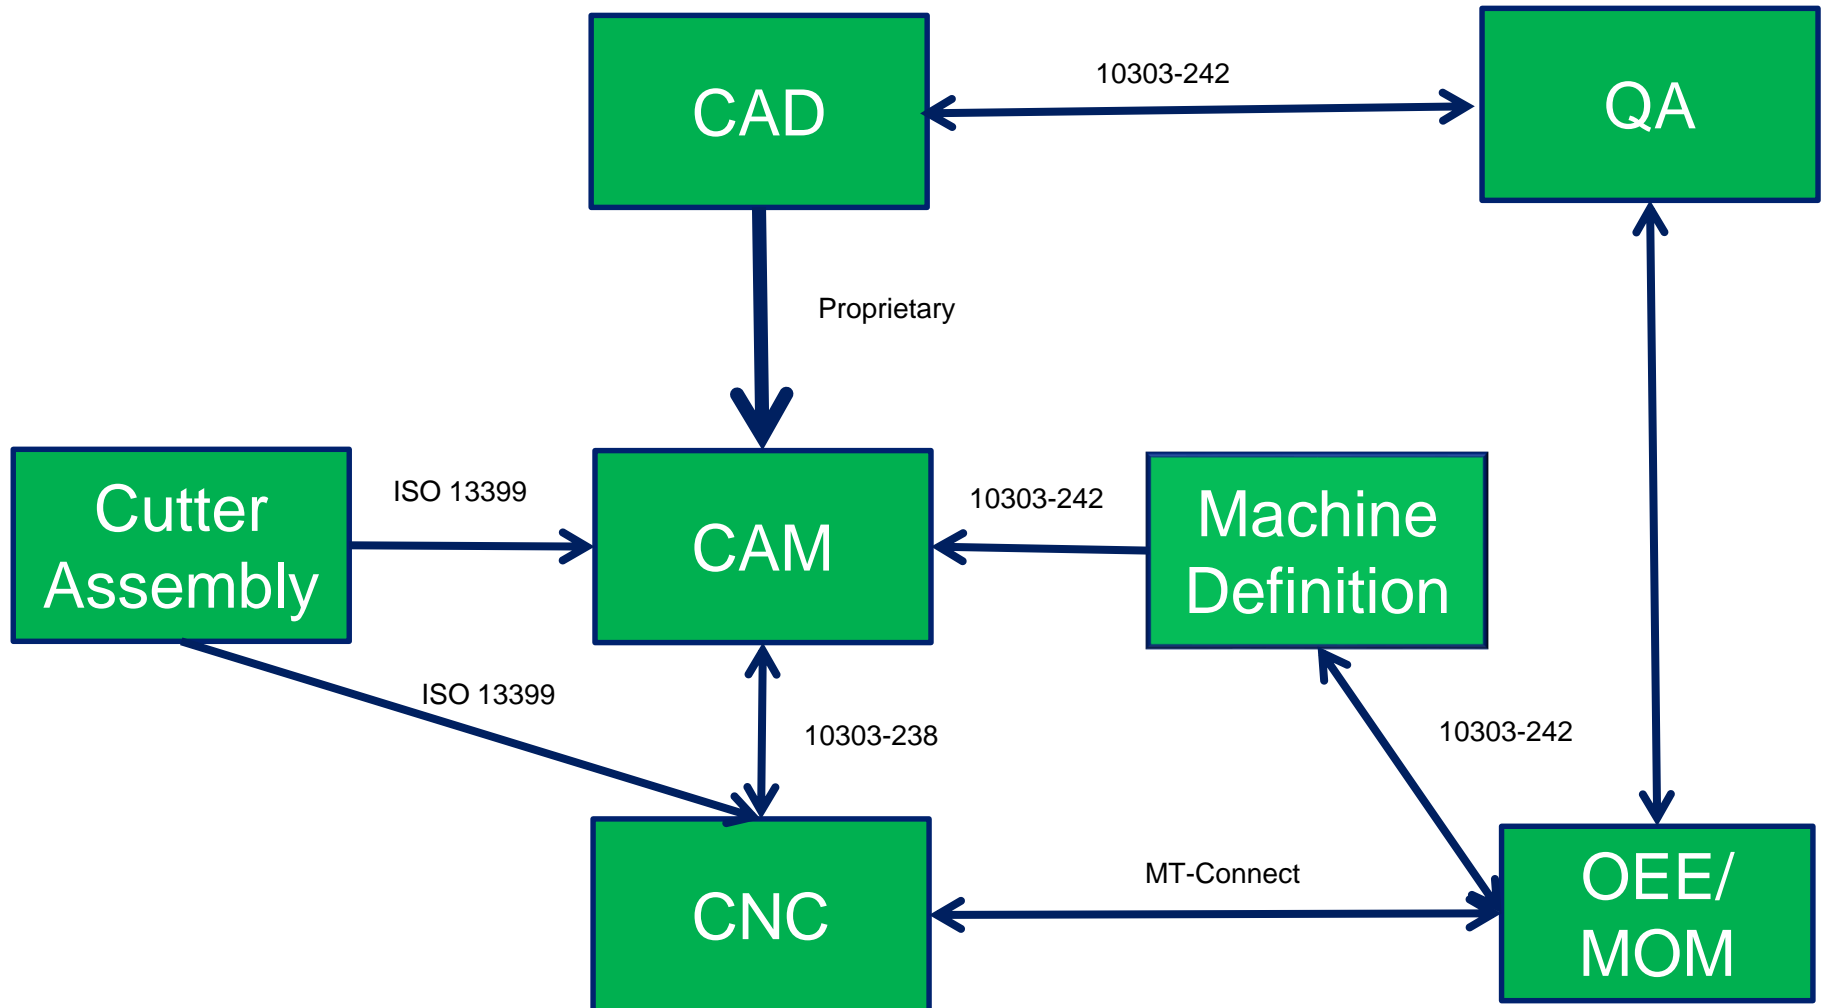 10303-242
CAD
QA
Proprietary
ISO 13399
10303-242
Cutter
Assembly
CAM
Machine
Definition
ISO 13399
10303-238
10303-242
MT-Connect
CNC
OEE/
MOM